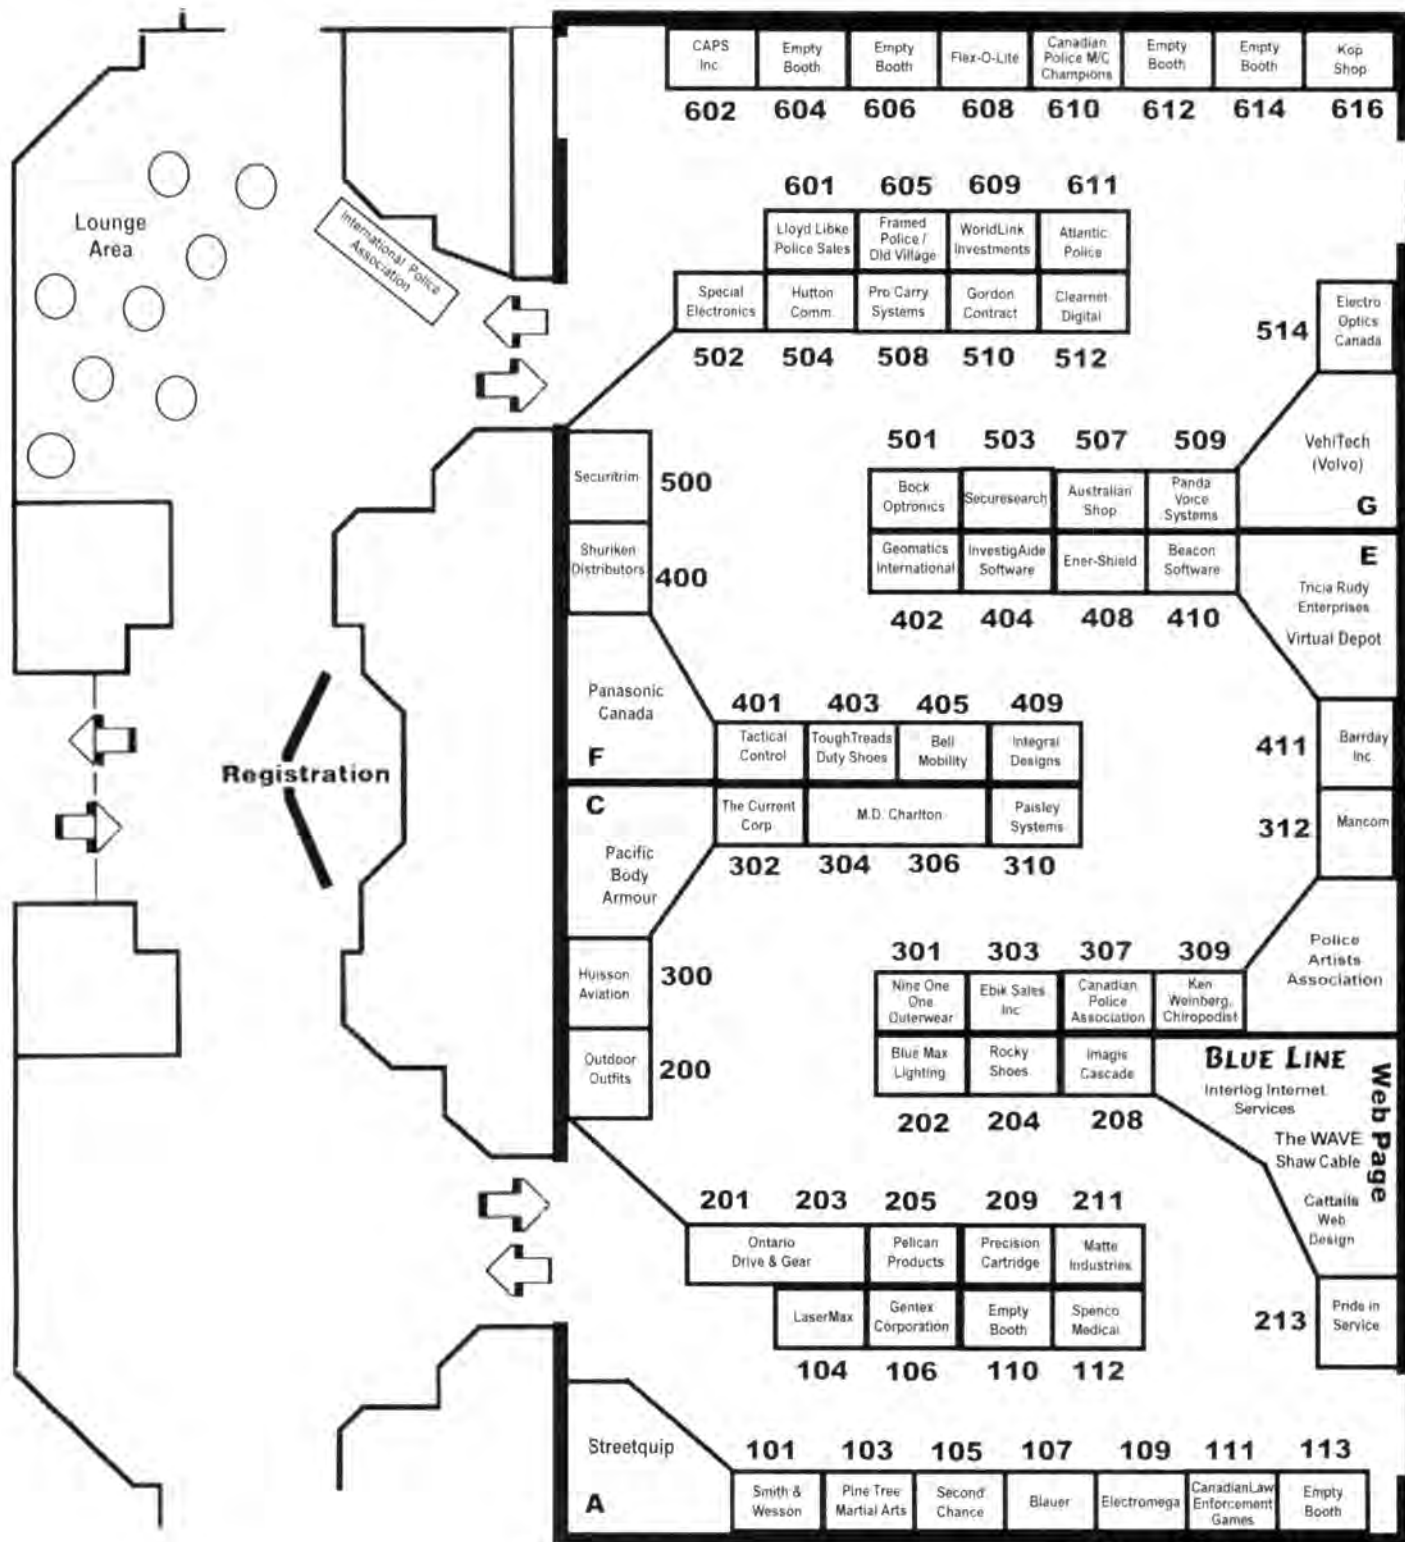 CAPS
Inc
Empty
Booth
Empty
Booth
Flex-O-Lite
Canadian
Police M/C
Champions
Empty
Booth
Empty
Booth
Kop
Shop
602
604
606
608
610
612
614
616
Lounge
Area
International Police
Association
601
605
609
611
Lloyd Libke
Police Sales
Framed
Police /
Old Village
WorldLink
Investments
Atlantic
Police
Special
Electronics
Hutton
Comm.
Pro Carry
Systems
Gordon
Contract
Clearnet
Digital
502
504
508
510
512
514
Electro
Optics
Canada
VehiTech
(Volvo)
G
501
503
507
509
Bock
Optronics
Securesearch
Australian
Shop
Panda
Voice
Systems
Geomatics
International
InvestigAide
Software
Ener-Shield
Beacon
Software
402
404
408
410
E
Tricia Rudy
Enterprises
Virtual Depot
Securitrim
500
Shuriken
Distributors
400
Panasonic
Canada
F
401
403
405
409
Tactical
Control
ToughTreads
Duty Shoes
Bell
Mobility
Integral
Designs
411
Barrday
Inc
Registration
C
Pacific
Body
Armour
The Current
Corp
M.D. Charlton
Paisley
Systems
302
304
306
310
312
Mancom
Police
Artists
Association
Huisson
Aviation
300
Outdoor
Outfits
200
301
303
307
309
Nine One
One
Outerwear
Ebik Sales
Inc
Canadian
Police
Association
Ken
Weinberg,
Chiropodist
Blue Max
Lighting
Rocky
Shoes
Imagis
Cascade
202
204
208
BLUE LINE
Interlog Internet
Services
The WAVE
Shaw Cable
Cattails
Web
Design
Web Page
201
203
205
209
211
Ontario
Drive & Gear
Pelican
Products
Precision
Cartridge
Matte
Industries
LaserMax
Gentex
Corporation
Empty
Booth
Spenco
Medical
104
106
110
112
213
Pride in
Service
Streetquip
A
101
103
105
107
109
111
113
Smith &
Wesson
Pine Tree
Martial Arts
Second
Chance
Blauer
Electromega
CanadianLaw
Enforcement
Games
Empty
Booth